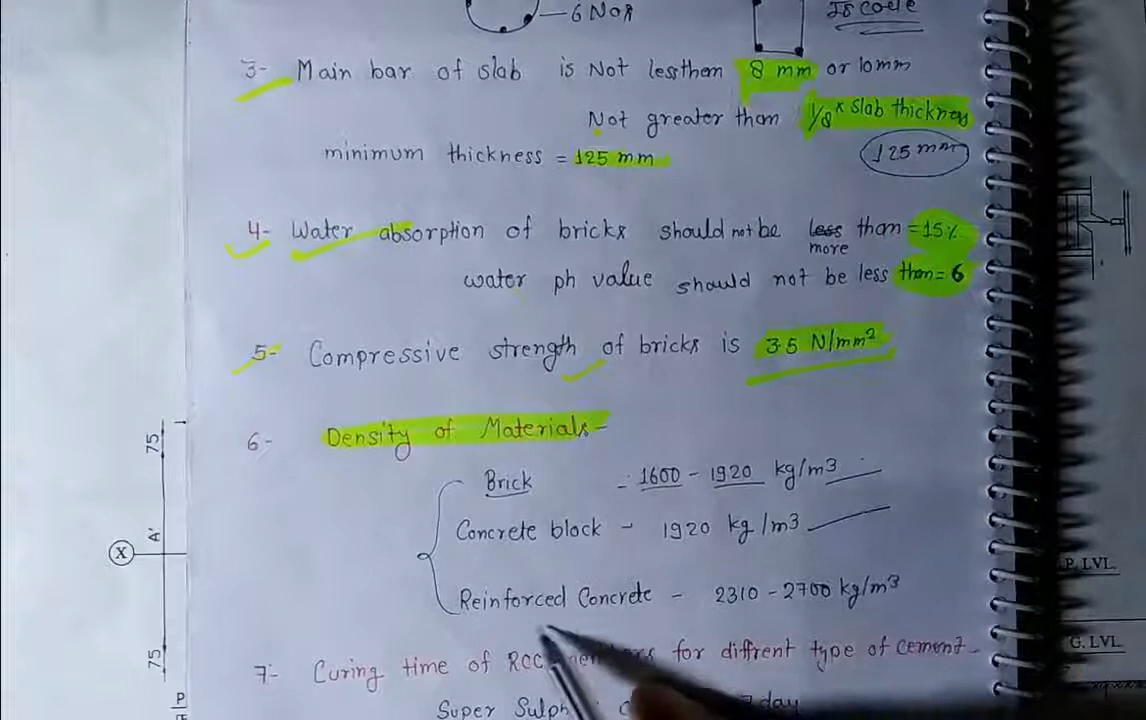 6 Nos
IS code
3- Main bar of slab is Not less then 8 mm or 10mm
Not greater than 1/8 x slab thickness
minimum thickness = 125 mm
125 mm
4- Water absorption of bricks should not be less than = 15%
more
water ph value should not be less then = 6
5- Compressive strength of bricks is 3.5 N/mm2
6- Density of Materials-
Brick = 1600 - 1920 kg/m3
Concrete block - 1920 kg/m3
Reinforced Concrete - 2310 - 2700 kg/m3
7- Curing time of RCC for diffrent type of cement-
Super day
75
A'
X
75
P
P. LVL.
G. LVL